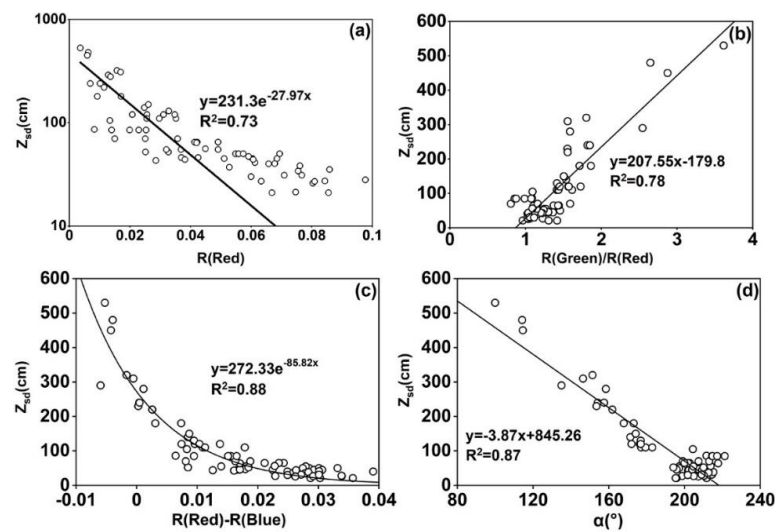 (a)
1000
100
10
Z_sd(cm)
y=231.3e^-27.97x
R²=0.73
0 0.02 0.04 0.06 0.08 0.1
R(Red)
(b)
600
500
400
300
200
100
0
Z_sd(cm)
y=207.55x-179.8
R²=0.78
0 1 2 3 4
R(Green)/R(Red)
(c)
600
500
400
300
200
100
0
Z_sd(cm)
y=272.33e^-85.82x
R²=0.88
-0.01 0 0.01 0.02 0.03 0.04
R(Red)-R(Blue)
(d)
600
500
400
300
200
100
0
Z_sd(cm)
y=-3.87x+845.26
R²=0.87
80 120 160 200 240
α(°)